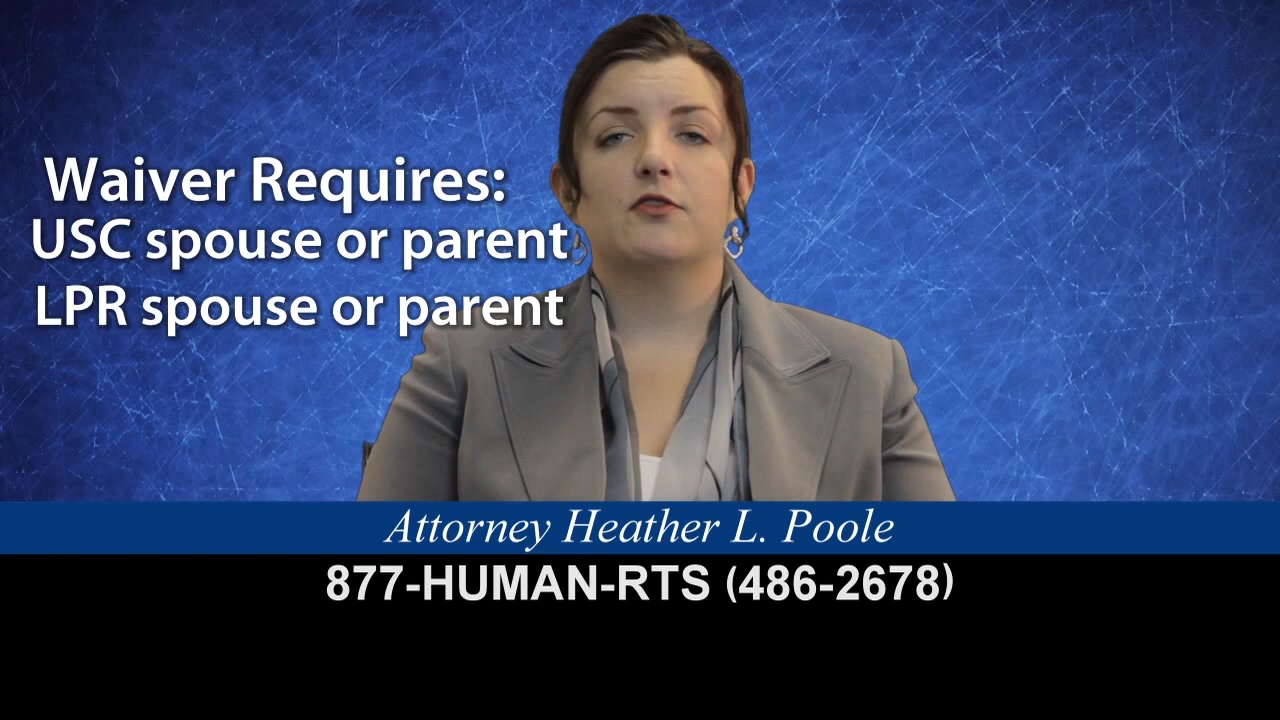 Waiver Requires:
USC spouse or parent
LPR spouse or parent
Attorney Heather L. Poole
877-HUMAN-RTS (486-2678)